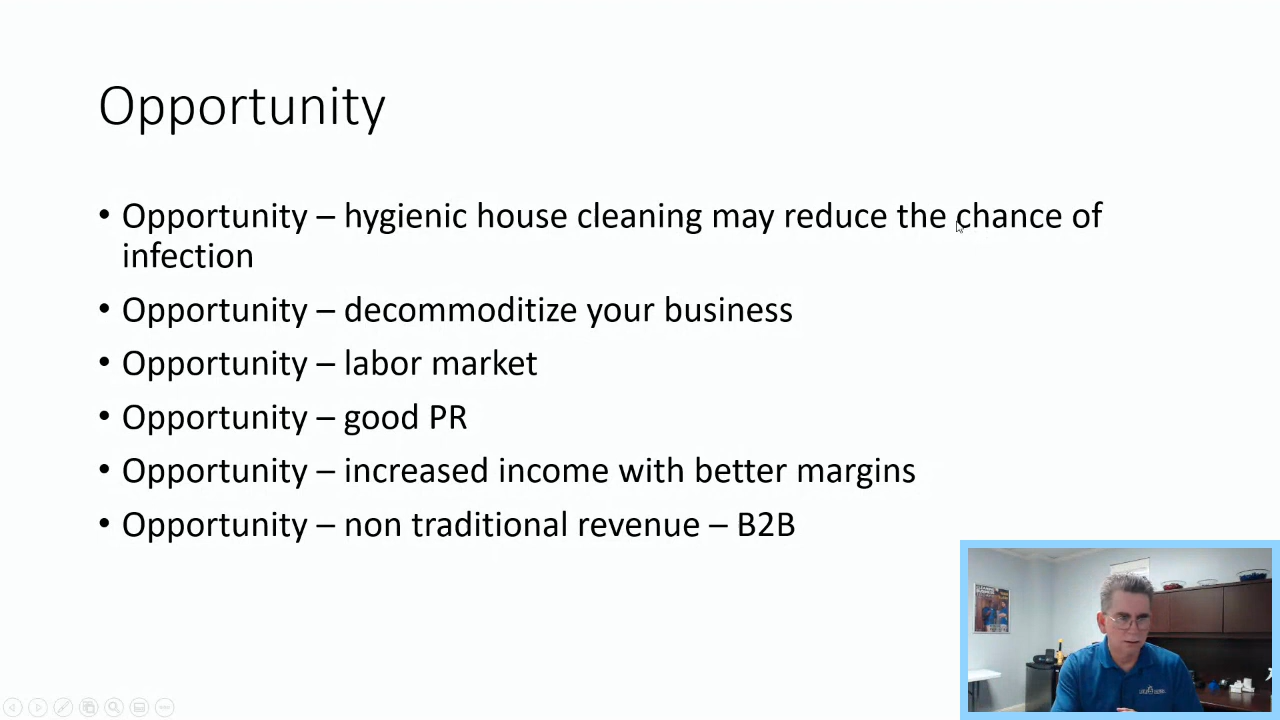 Opportunity
• Opportunity – hygienic house cleaning may reduce the chance of
infection
• Opportunity – decommoditize your business
• Opportunity – labor market
• Opportunity – good PR
• Opportunity – increased income with better margins
• Opportunity – non traditional revenue – B2B